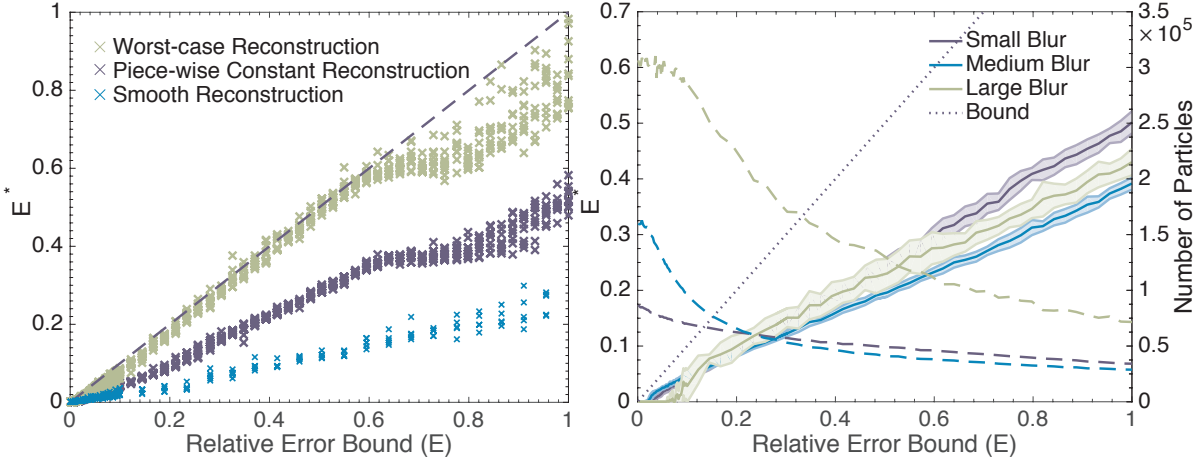 1
0.8
0.6
0.4
0.2
0
E*
× Worst-case Reconstruction
× Piece-wise Constant Reconstruction
× Smooth Reconstruction
0 0.2 0.4 0.6 0.8 1
Relative Error Bound (E)
0.7
0.6
0.5
0.4
0.3
0.2
0.1
0
E*
Small Blur
Medium Blur
Large Blur
Bound
3.5
×10⁵
3
2.5
2
1.5
1
0.5
0
Number of Particles
0 0.2 0.4 0.6 0.8 1
Relative Error Bound (E)